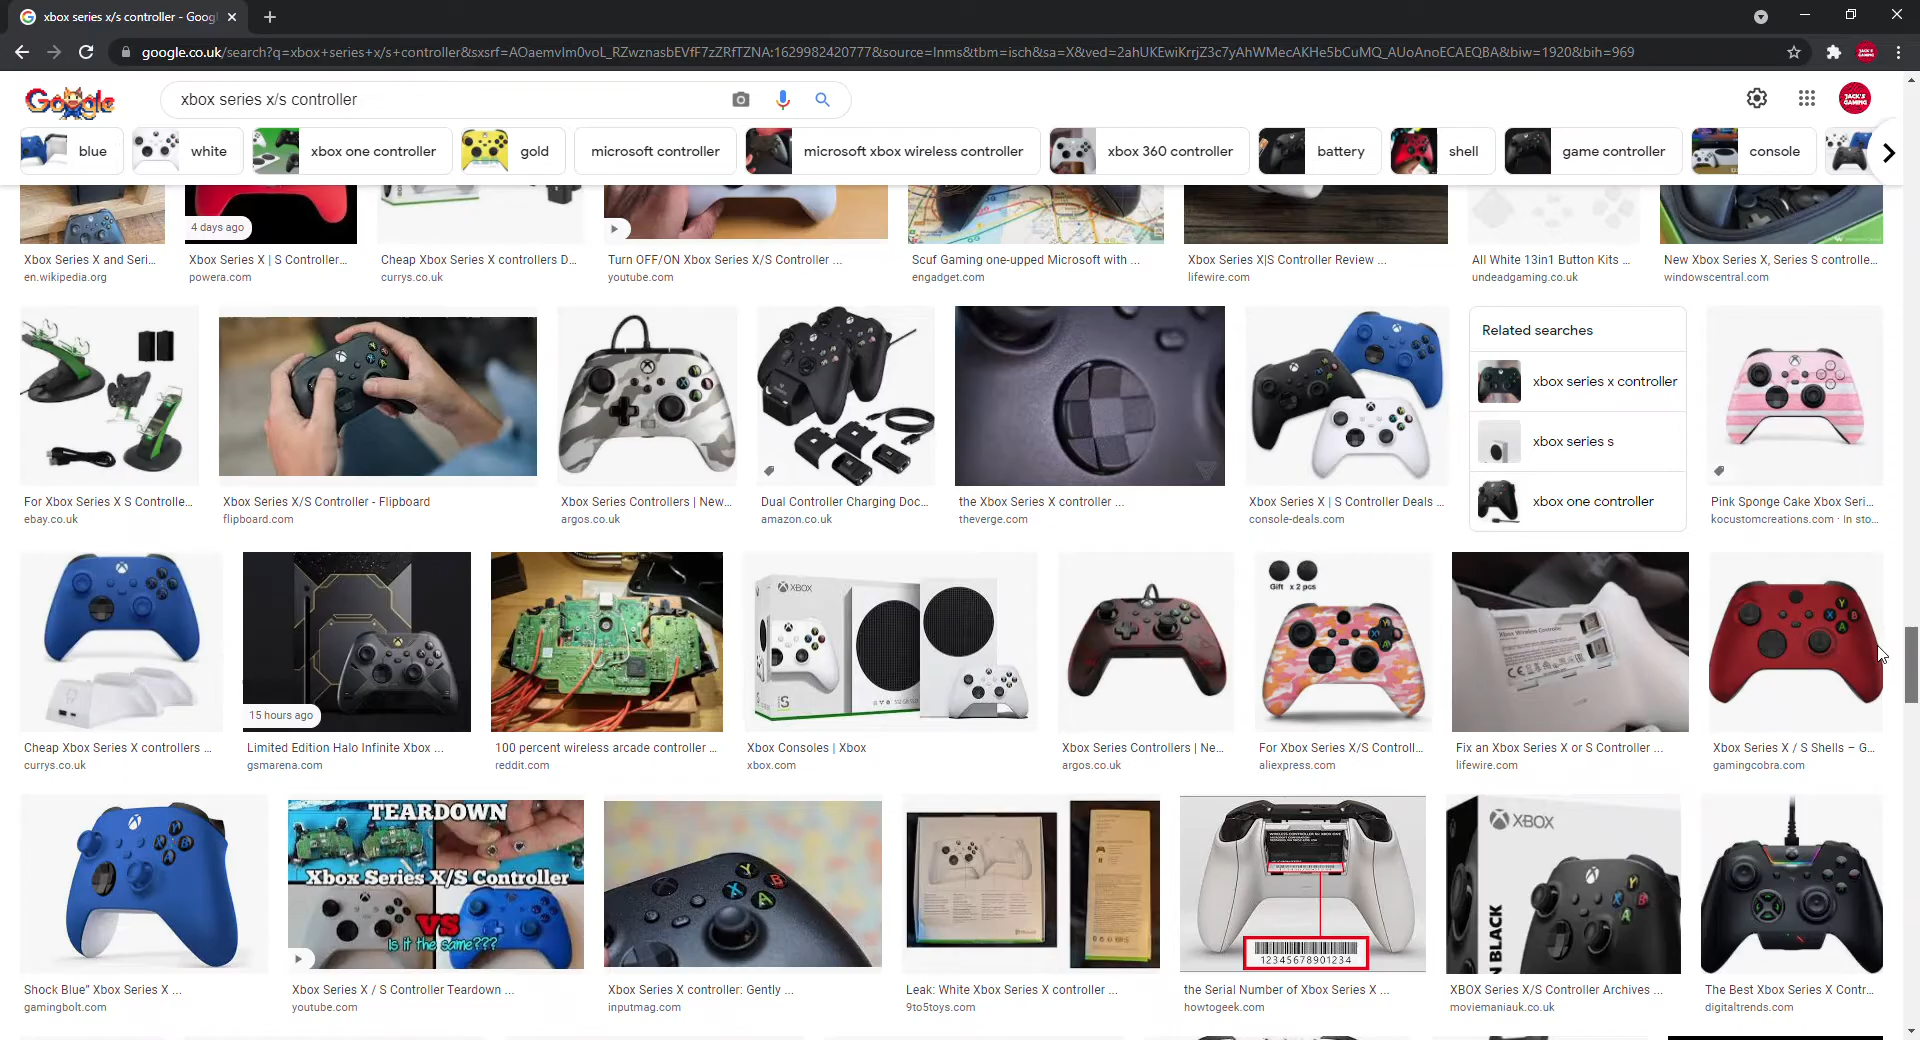 xbox series x/s controller - Goog
google.co.uk/search?q=xbox+series+x/s+controller&sxsrf=AOaemvIm0voL_RZwznasbEVfF7zZRfTZNA:1629982420777&source=lnms&tbm=isch&sa=X&ved=2ahUKEwiKrrjZ3c7yAhWMecAKHe5bCuMQ_AUoAnoECAEQBA&biw=1920&bih=969
Google
xbox series x/s controller
JACK'S GAMING
blue
white
xbox one controller
gold
microsoft controller
microsoft xbox wireless controller
xbox 360 controller
battery
shell
game controller
console
4 days ago
Xbox Series X and Seri...
en.wikipedia.org
Xbox Series X | S Controller...
powera.com
Cheap Xbox Series X controllers D...
currys.co.uk
Turn OFF/ON Xbox Series X/S Controller ...
youtube.com
Scuf Gaming one-upped Microsoft with ...
engadget.com
Xbox Series X|S Controller Review ...
lifewire.com
All White 13in1 Button Kits ...
undeadgaming.co.uk
New Xbox Series X, Series S controlle...
windowscentral.com
Related searches
xbox series x controller
xbox series s
xbox one controller
For Xbox Series X S Controlle...
ebay.co.uk
Xbox Series X/S Controller - Flipboard
flipboard.com
Xbox Series Controllers | New...
argos.co.uk
Dual Controller Charging Doc...
amazon.co.uk
the Xbox Series X controller ...
theverge.com
Xbox Series X | S Controller Deals ...
console-deals.com
Pink Sponge Cake Xbox Seri...
kocustomcreations.com · In sto...
15 hours ago
XBOX
S
Gift x 2 pcs
Xbox Wireless Controller
Y
X
B
A
Cheap Xbox Series X controllers ...
currys.co.uk
Limited Edition Halo Infinite Xbox ...
gsmarena.com
100 percent wireless arcade controller ...
reddit.com
Xbox Consoles | Xbox
xbox.com
Xbox Series Controllers | Ne...
argos.co.uk
For Xbox Series X/S Controll...
aliexpress.com
Fix an Xbox Series X or S Controller ...
lifewire.com
Xbox Series X / S Shells – G...
gamingcobra.com
TEARDOWN
Xbox Series X/S Controller
VS
Is it the same???
Y
X
B
A
12345678901234
XBOX
N BLACK
Shock Blue” Xbox Series X ...
gamingbolt.com
Xbox Series X / S Controller Teardown ...
youtube.com
Xbox Series X controller: Gently ...
inputmag.com
Leak: White Xbox Series X controller ...
9to5toys.com
the Serial Number of Xbox Series X ...
howtogeek.com
XBOX Series X/S Controller Archives ...
moviemaniauk.co.uk
The Best Xbox Series X Contr...
digitaltrends.com